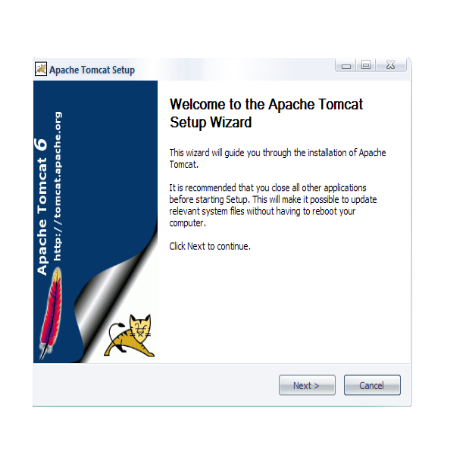 Apache Tomcat Setup
Apache Tomcat 6
http://tomcat.apache.org
Welcome to the Apache Tomcat
Setup Wizard
This wizard will guide you through the installation of Apache
Tomcat.
It is recommended that you close all other applications
before starting Setup. This will make it possible to update
relevant system files without having to reboot your
computer.
Click Next to continue.
Next >
Cancel